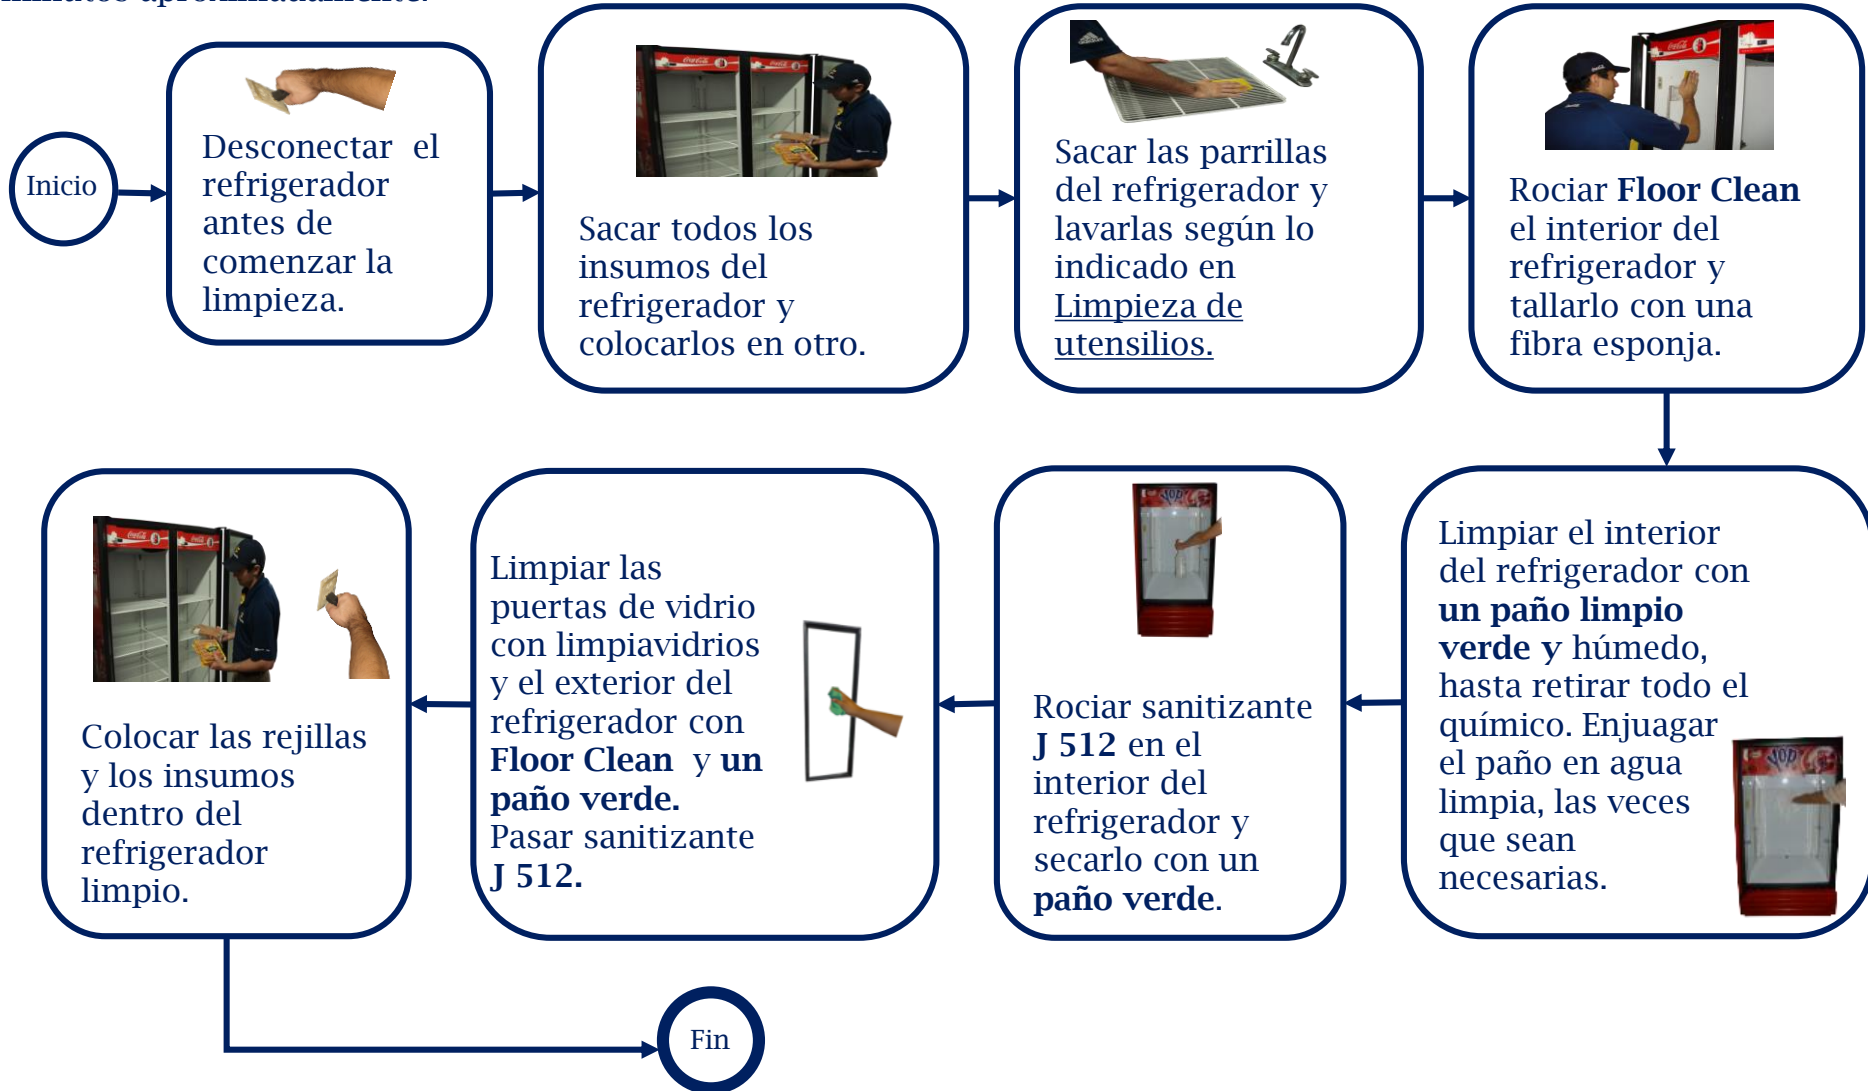 minutos aproximadamente.
Inicio
Desconectar el
refrigerador
antes de
comenzar la
limpieza.
Sacar todos los
insumos del
refrigerador y
colocarlos en otro.
Sacar las parrillas
del refrigerador y
lavarlas según lo
indicado en
Limpieza de
utensilios.
Rociar Floor Clean
el interior del
refrigerador y
tallarlo con una
fibra esponja.
Limpiar el interior
del refrigerador con
un paño limpio
verde y húmedo,
hasta retirar todo el
químico. Enjuagar
el paño en agua
limpia, las veces
que sean
necesarias.
Rociar sanitizante
J 512 en el
interior del
refrigerador y
secarlo con un
paño verde.
Limpiar las
puertas de vidrio
con limpiavidrios
y el exterior del
refrigerador con
Floor Clean y un
paño verde.
Pasar sanitizante
J 512.
Colocar las rejillas
y los insumos
dentro del
refrigerador
limpio.
Fin